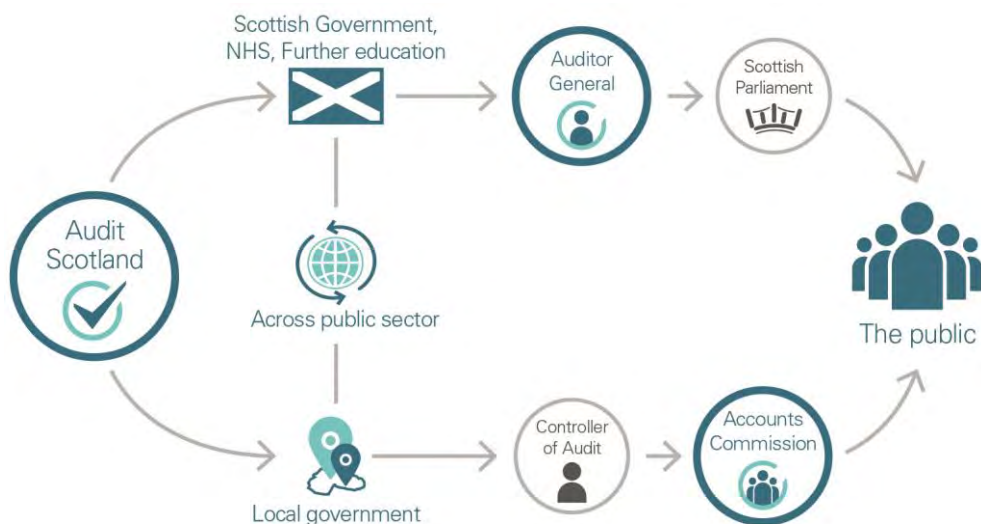 Scottish Government,
NHS, Further education
Auditor
General
Scottish
Parliament
Audit
Scotland
Across public sector
The public
Controller
of Audit
Accounts
Commission
Local government